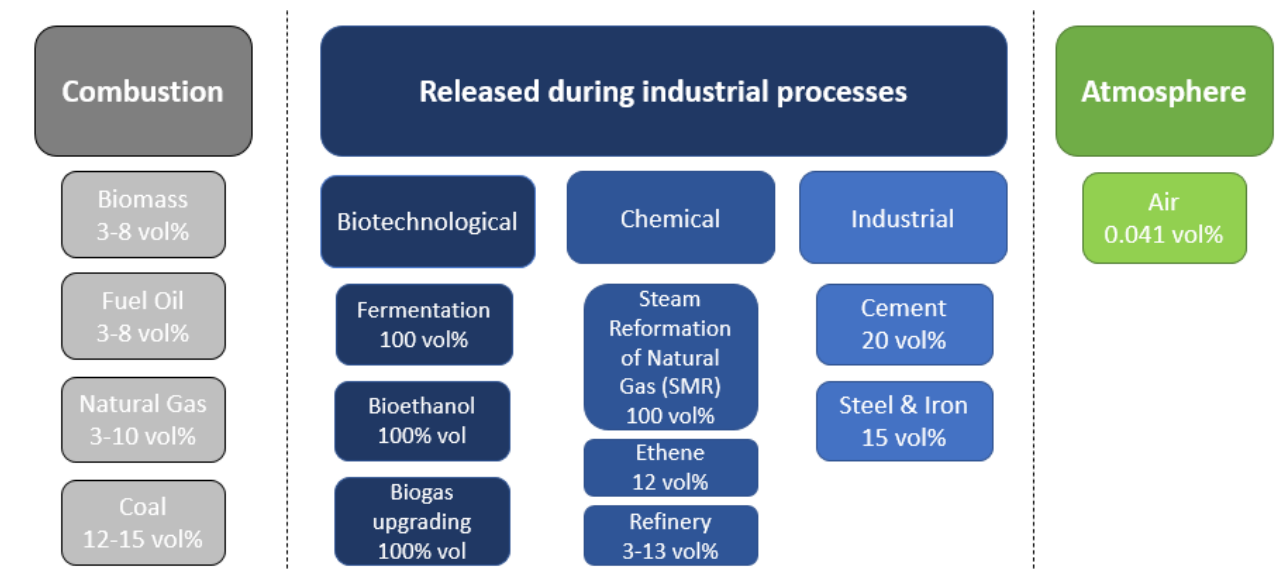 Combustion
Biomass
3-8 vol%
Fuel Oil
3-8 vol%
Natural Gas
3-10 vol%
Coal
12-15 vol%
Released during industrial processes
Biotechnological
Fermentation
100 vol%
Bioethanol
100% vol
Biogas
upgrading
100% vol
Chemical
Steam
Reformation
of Natural
Gas (SMR)
100 vol%
Ethene
12 vol%
Refinery
3-13 vol%
Industrial
Cement
20 vol%
Steel & Iron
15 vol%
Atmosphere
Air
0.041 vol%